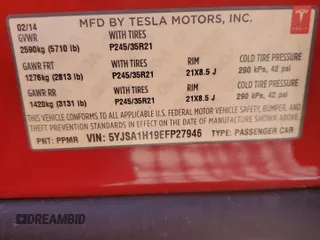 02/14 MFD BY TESLA MOTORS, INC.
GVWR WITH TIRES
2590kg (5710 lb) P245/35R21
GAWR FRT WITH TIRES RIM COLD TIRE PRESSURE
1276kg (2813 lb) P245/35R21 21X8.5 J 290 kPa, 42 psi
GAWR RR WITH TIRES RIM COLD TIRE PRESSURE
1420kg (3131 lb) P245/35R21 21X8.5 J 290 kPa, 42 psi
THIS VEHICLE CONFORMS TO ALL APPLICABLE U.S. FEDERAL MOTOR VEHICLE SAFETY, BUMPER, AND
THEFT PREVENTION STANDARDS IN EFFECT ON THE DATE OF MANUFACTURE SHOWN ABOVE.
PNT: PPMR VIN: 5YJSA1H19EFP27946 TYPE: PASSENGER CAR
TESLA
DREAMBID